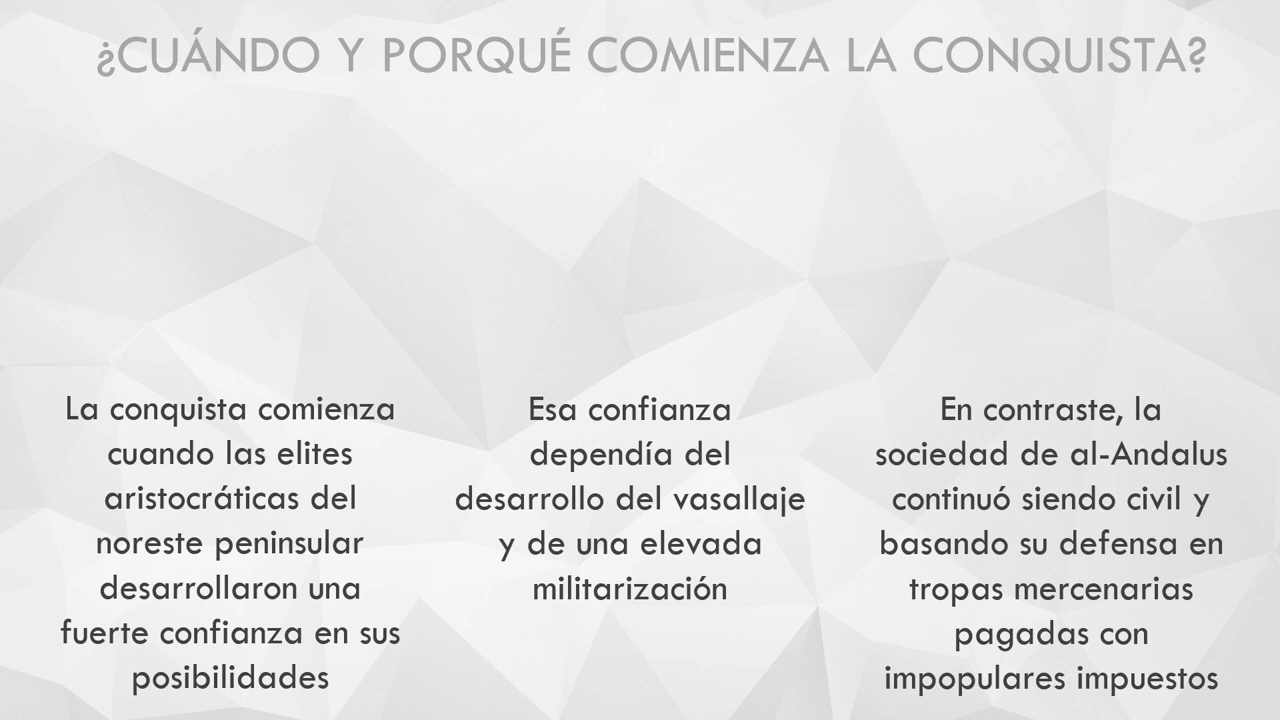 ¿CUÁNDO Y PORQUÉ COMIENZA LA CONQUISTA?
La conquista comienza
cuando las elites
aristocráticas del
noreste peninsular
desarrollaron una
fuerte confianza en sus
posibilidades
Esa confianza
dependía del
desarrollo del vasallaje
y de una elevada
militarización
En contraste, la
sociedad de al-Andalus
continuó siendo civil y
basando su defensa en
tropas mercenarias
pagadas con
impopulares impuestos